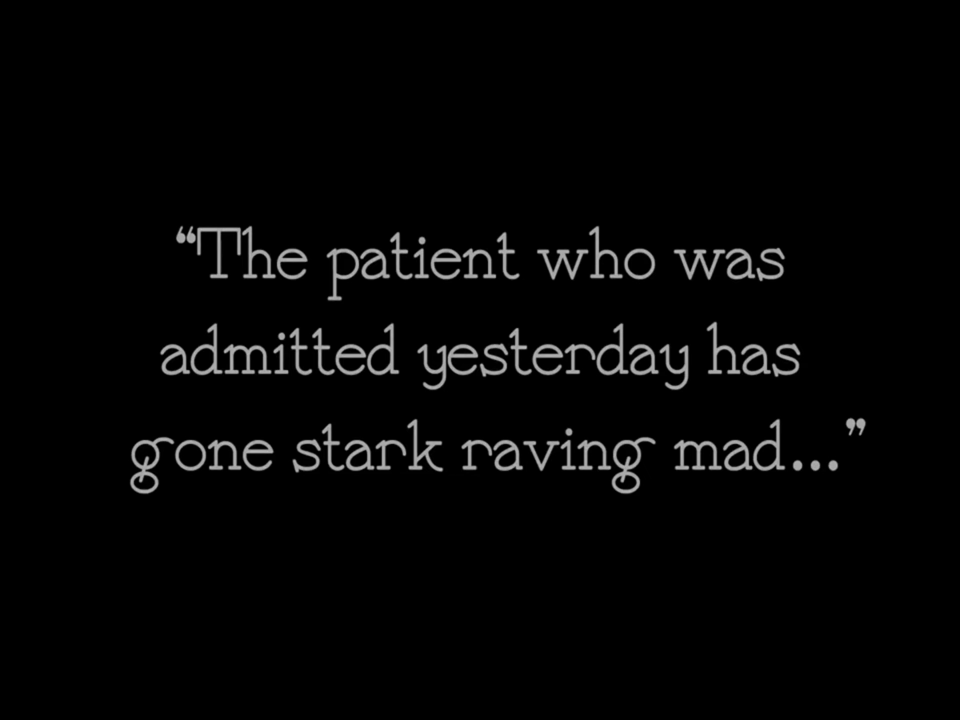 “The patient who was
admitted yesterday has
gone stark raving mad...”